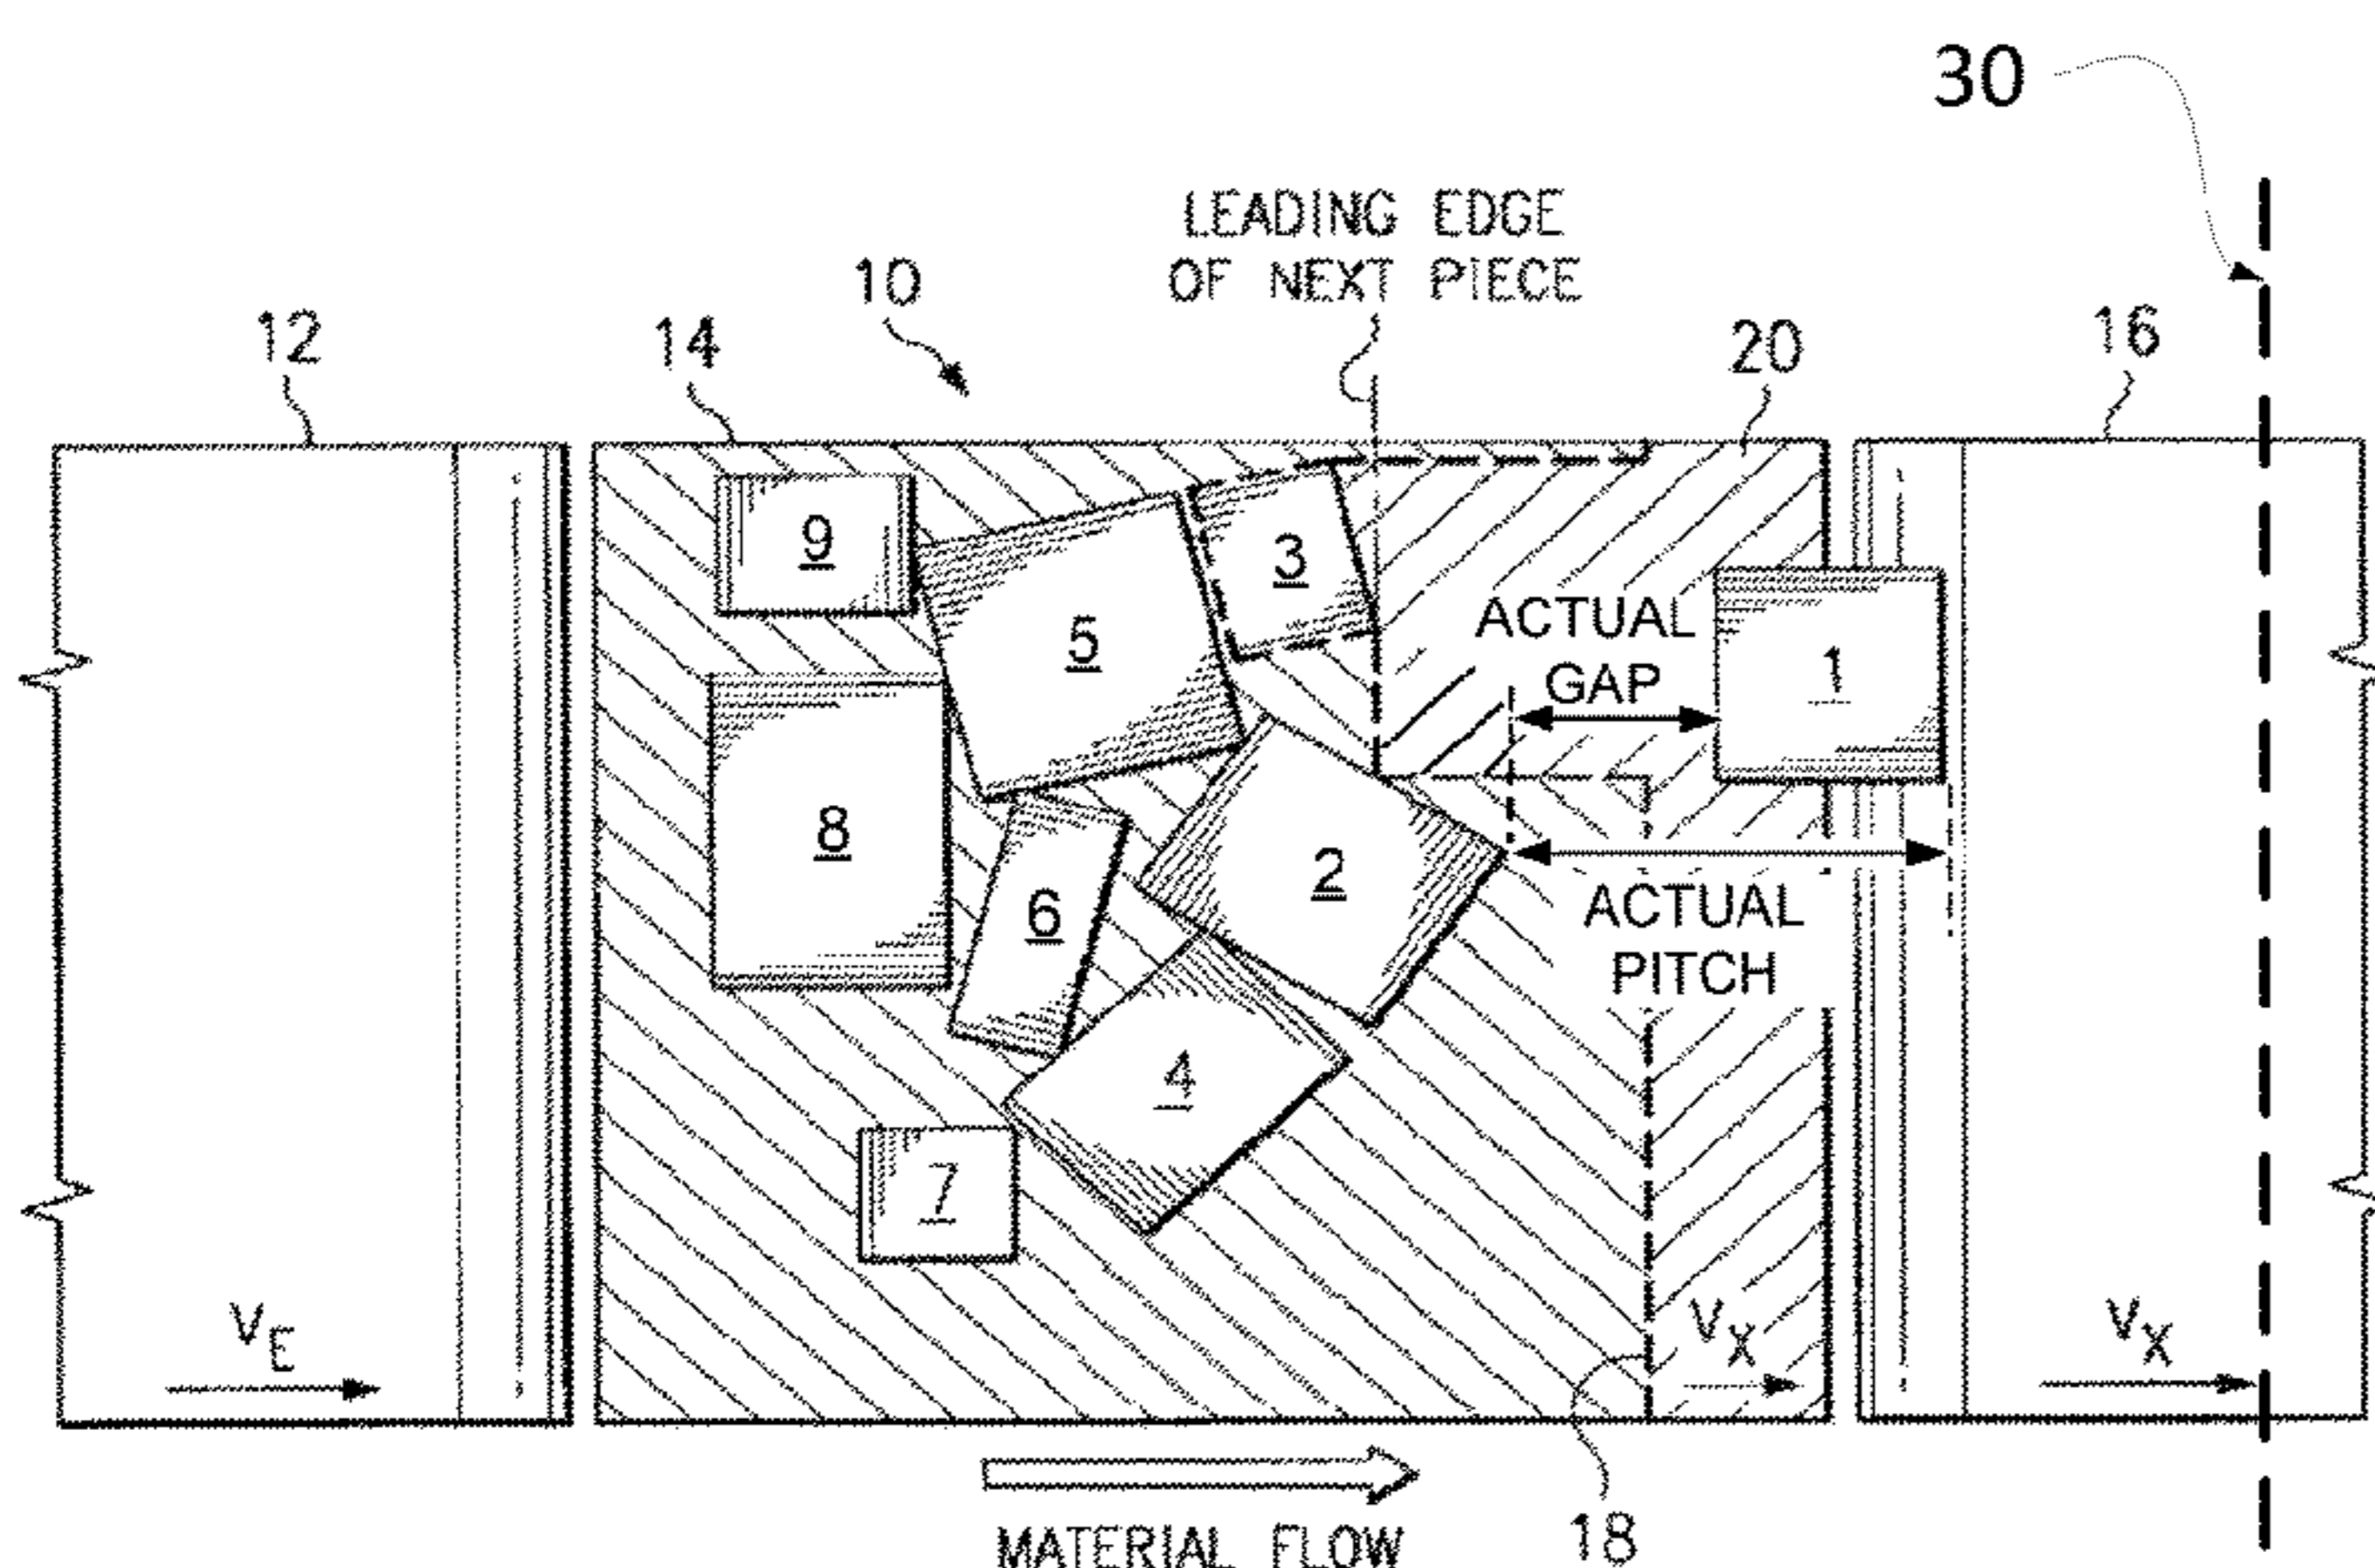 30
LEADING EDGE
OF NEXT PIECE
10
12
14
20
16
9
3
5
ACTUAL
GAP
1
8
2
6
ACTUAL
PITCH
4
7
VE
VX
VX
MATERIAL FLOW
18